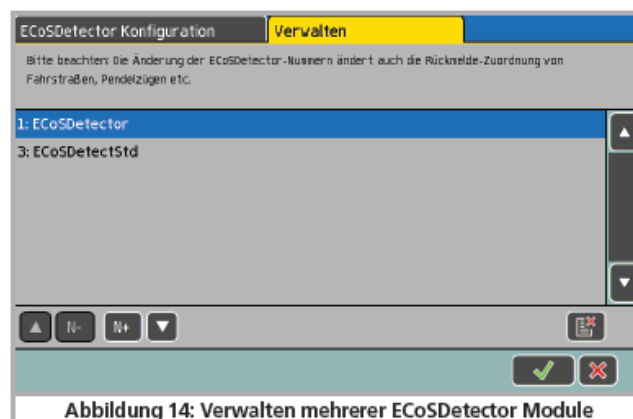 ECoSDetector Konfiguration
Verwalten
Bitte beachten: Die Änderung der ECoSDetector-Nummern ändert auch die Rückmelde-Zuordnung von
Fahrstraßen, Pendelzügen etc.
1: ECoSDetector
3: ECoSDetectStd
N- N+
Abbildung 14: Verwalten mehrerer ECoSDetector Module